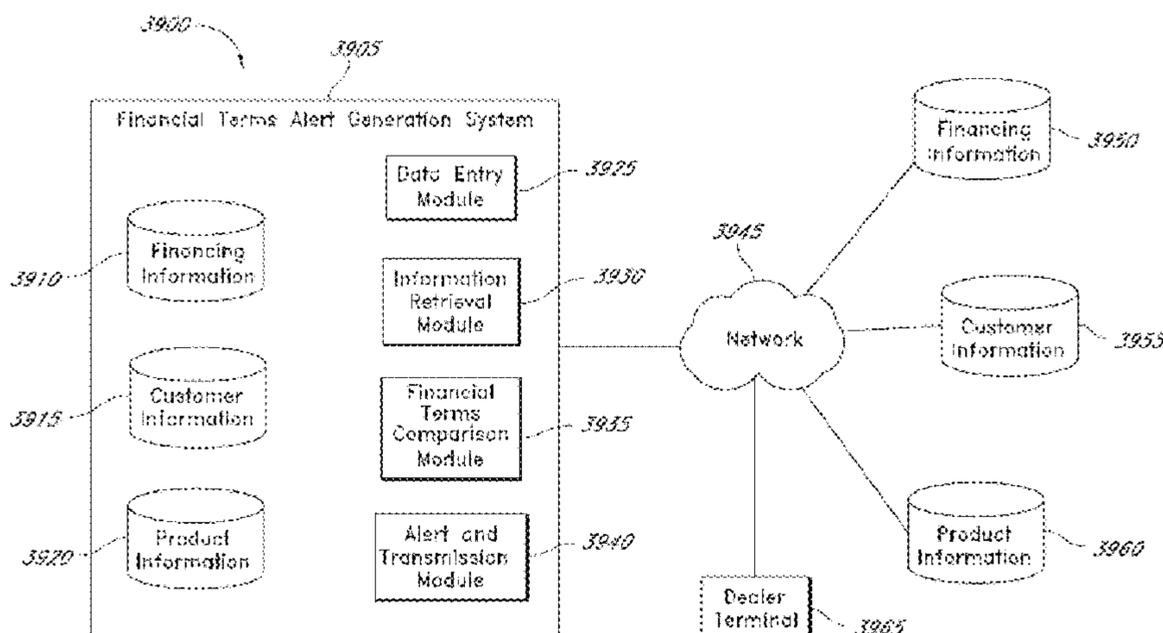 3900
3905
Financial Terms Alert Generation System
3910
Financing
Information
3915
Customer
Information
3920
Product
Information
Data Entry
Module
3925
Information
Retrieval
Module
3930
Financial
Terms
Comparison
Module
3935
Alert and
Transmission
Module
3940
3945
Network
Financing
Information
3950
Customer
Information
3955
Product
Information
3960
Dealer
Terminal
3965